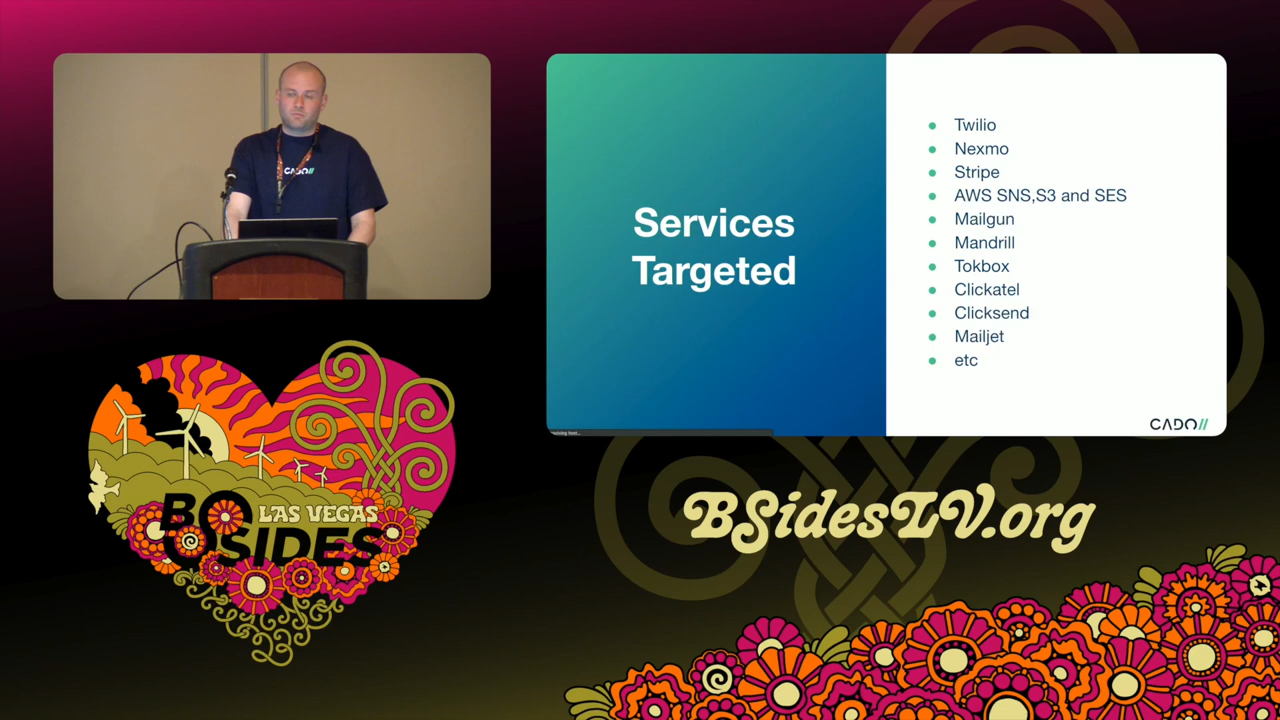 CADO//
Services
Targeted
Twilio
Nexmo
Stripe
AWS SNS,S3 and SES
Mailgun
Mandrill
Tokbox
Clickatel
Clicksend
Mailjet
etc
CADO//
BSidesLV.org
LAS VEGAS
BSIDES